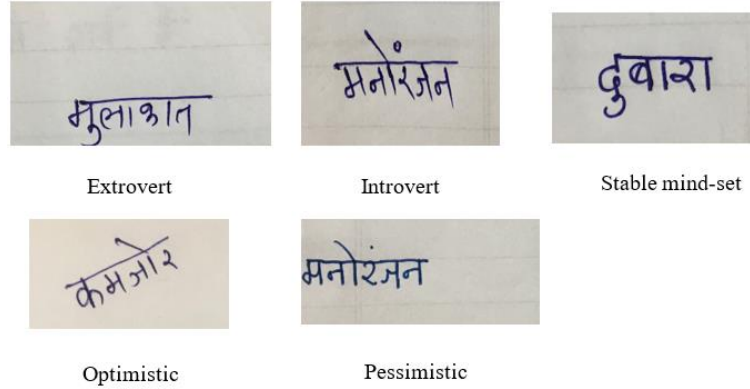 मुलाकात
मनोरंजन
दुबारा
Extrovert
Introvert
Stable mind-set
कमजोर
मनोरंजन
Optimistic
Pessimistic